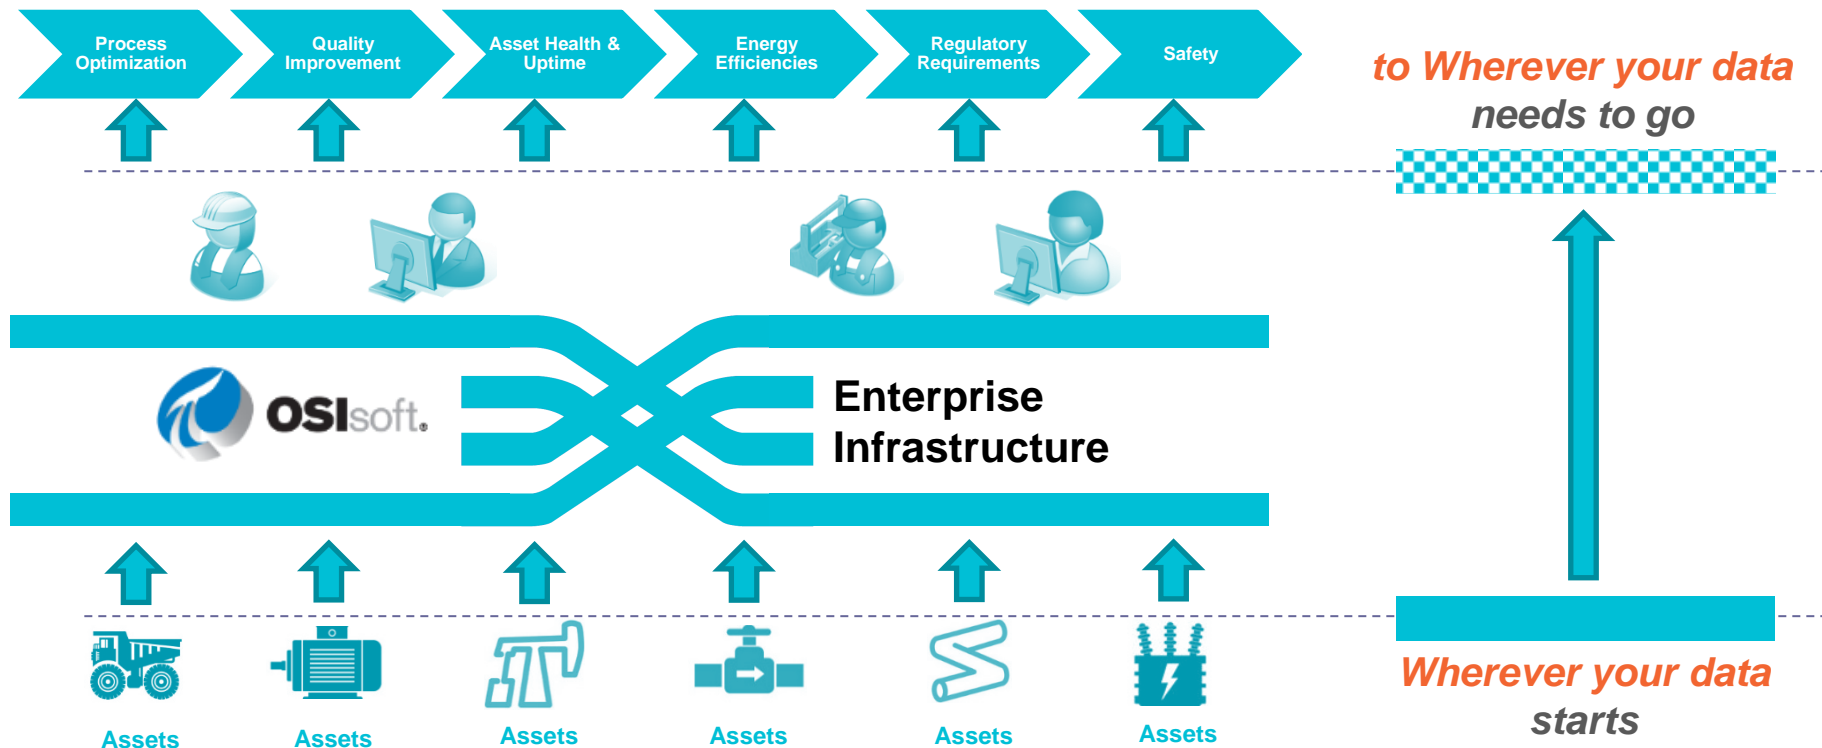 Process
Optimization
Quality
Improvement
Asset Health &
Uptime
Energy
Efficiencies
Regulatory
Requirements
Safety
to Wherever your data
needs to go
OSIsoft.
Enterprise
Infrastructure
Assets
Assets
Assets
Assets
Assets
Assets
Wherever your data
starts